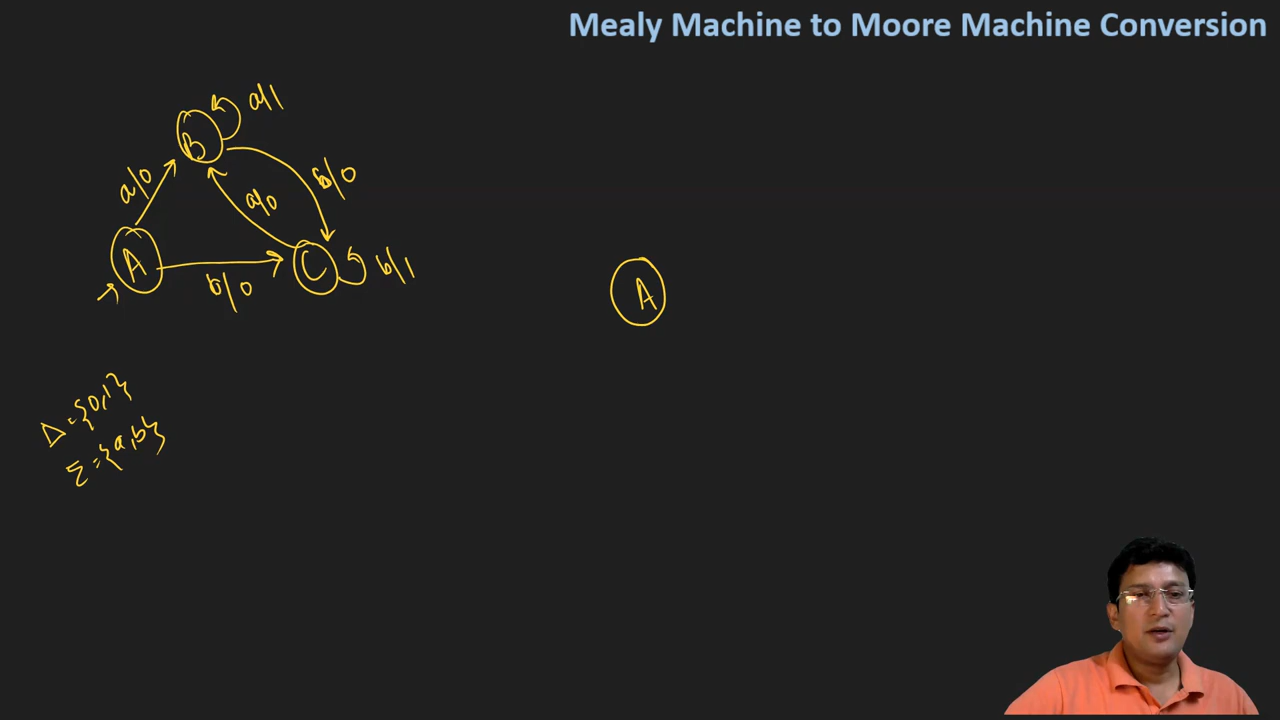 Mealy Machine to Moore Machine Conversion
a/1
B
a/0
b/0
a/0
A
C
b/1
b/0
A
Δ={0,1}
Σ={a,b}